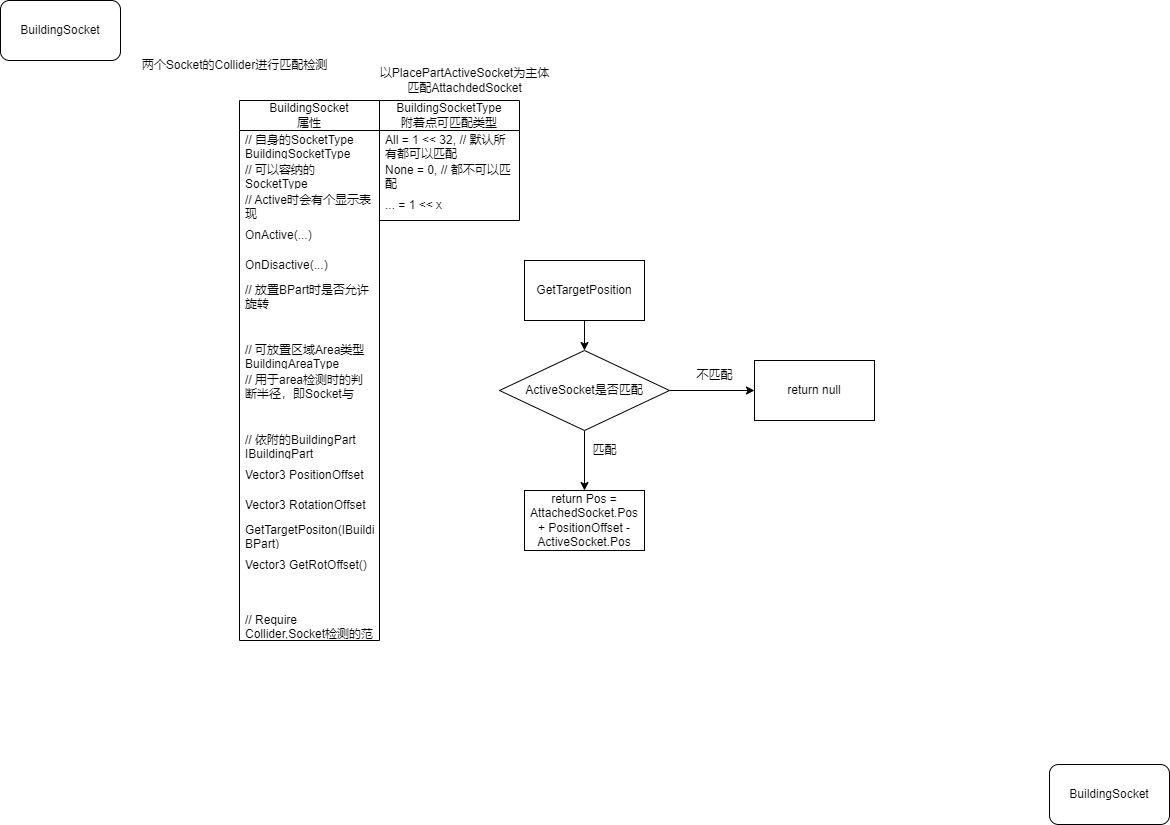 BuildingSocket
两个Socket的Collider进行匹配检测
以PlacePartActiveSocket为主体
匹配AttachdedSocket
BuildingSocket
属性
// 自身的SocketType
BuildingSocketType
// 可以容纳的
SocketType
// Active时会有个显示表
现
OnActive(...)
OnDisactive(...)
// 放置BPart时是否允许
旋转
// 可放置区域Area类型
BuildingAreaType
// 用于area检测时的判
断半径，即Socket与
// 依附的BuildingPart
IBuildingPart
Vector3 PositionOffset
Vector3 RotationOffset
GetTargetPositon(IBuildi
BPart)
Vector3 GetRotOffset()
// Require
Collider,Socket检测的范
BuildingSocketType
附着点可匹配类型
All = 1 << 32, // 默认所
有都可以匹配
None = 0, // 都不可以匹
配
... = 1 << x
GetTargetPosition
ActiveSocket是否匹配
不匹配
return null
匹配
return Pos =
AttachedSocket.Pos
+ PositionOffset -
ActiveSocket.Pos
BuildingSocket